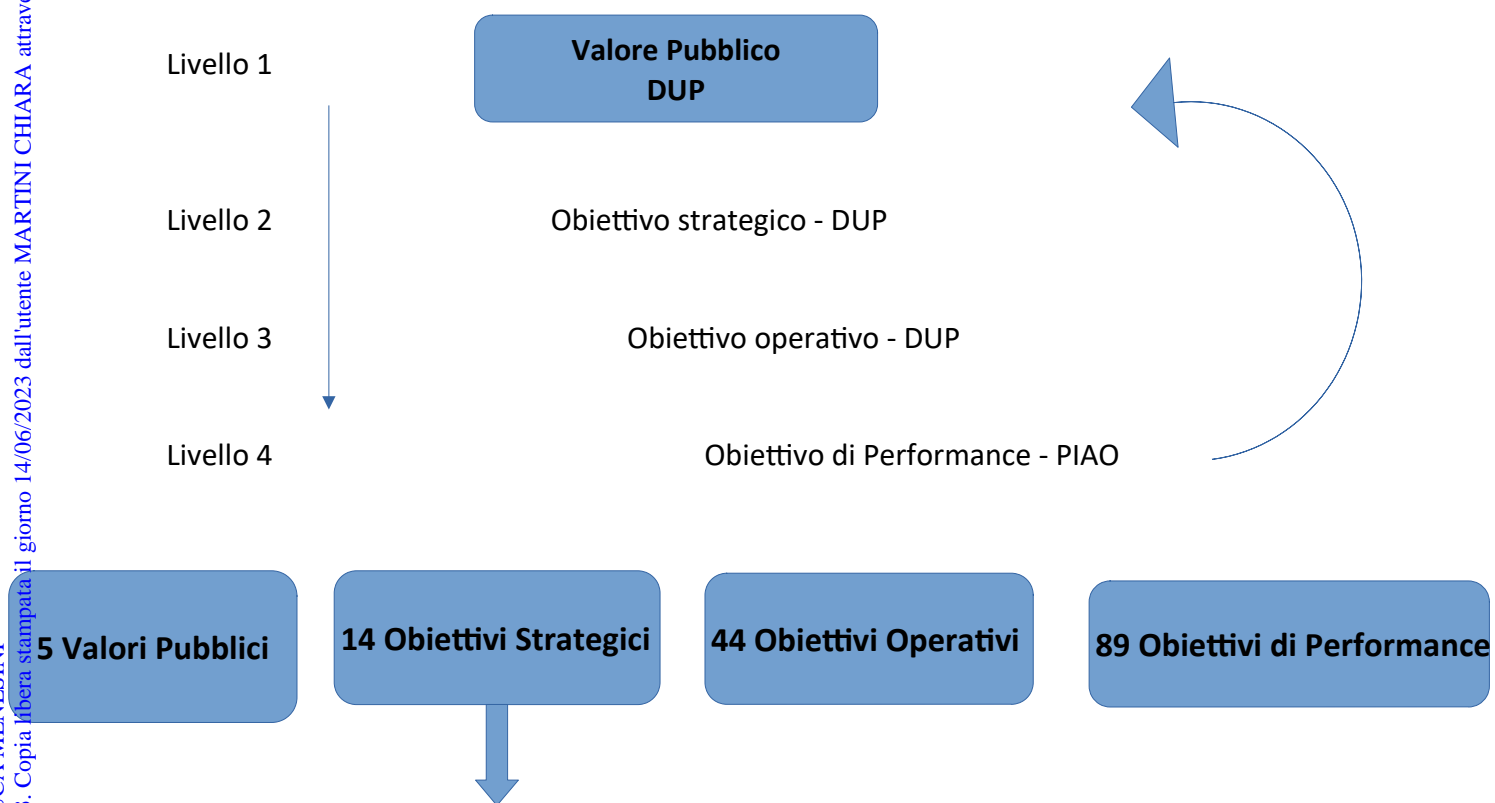 Livello 1
Valore Pubblico
DUP
Livello 2
Obiettivo strategico - DUP
Livello 3
Obiettivo operativo - DUP
Livello 4
Obiettivo di Performance - PIAO
5 Valori Pubblici
14 Obiettivi Strategici
44 Obiettivi Operativi
89 Obiettivi di Performance
. Copia libera stampata il giorno 14/06/2023 dall'utente MARTINI CHIARA